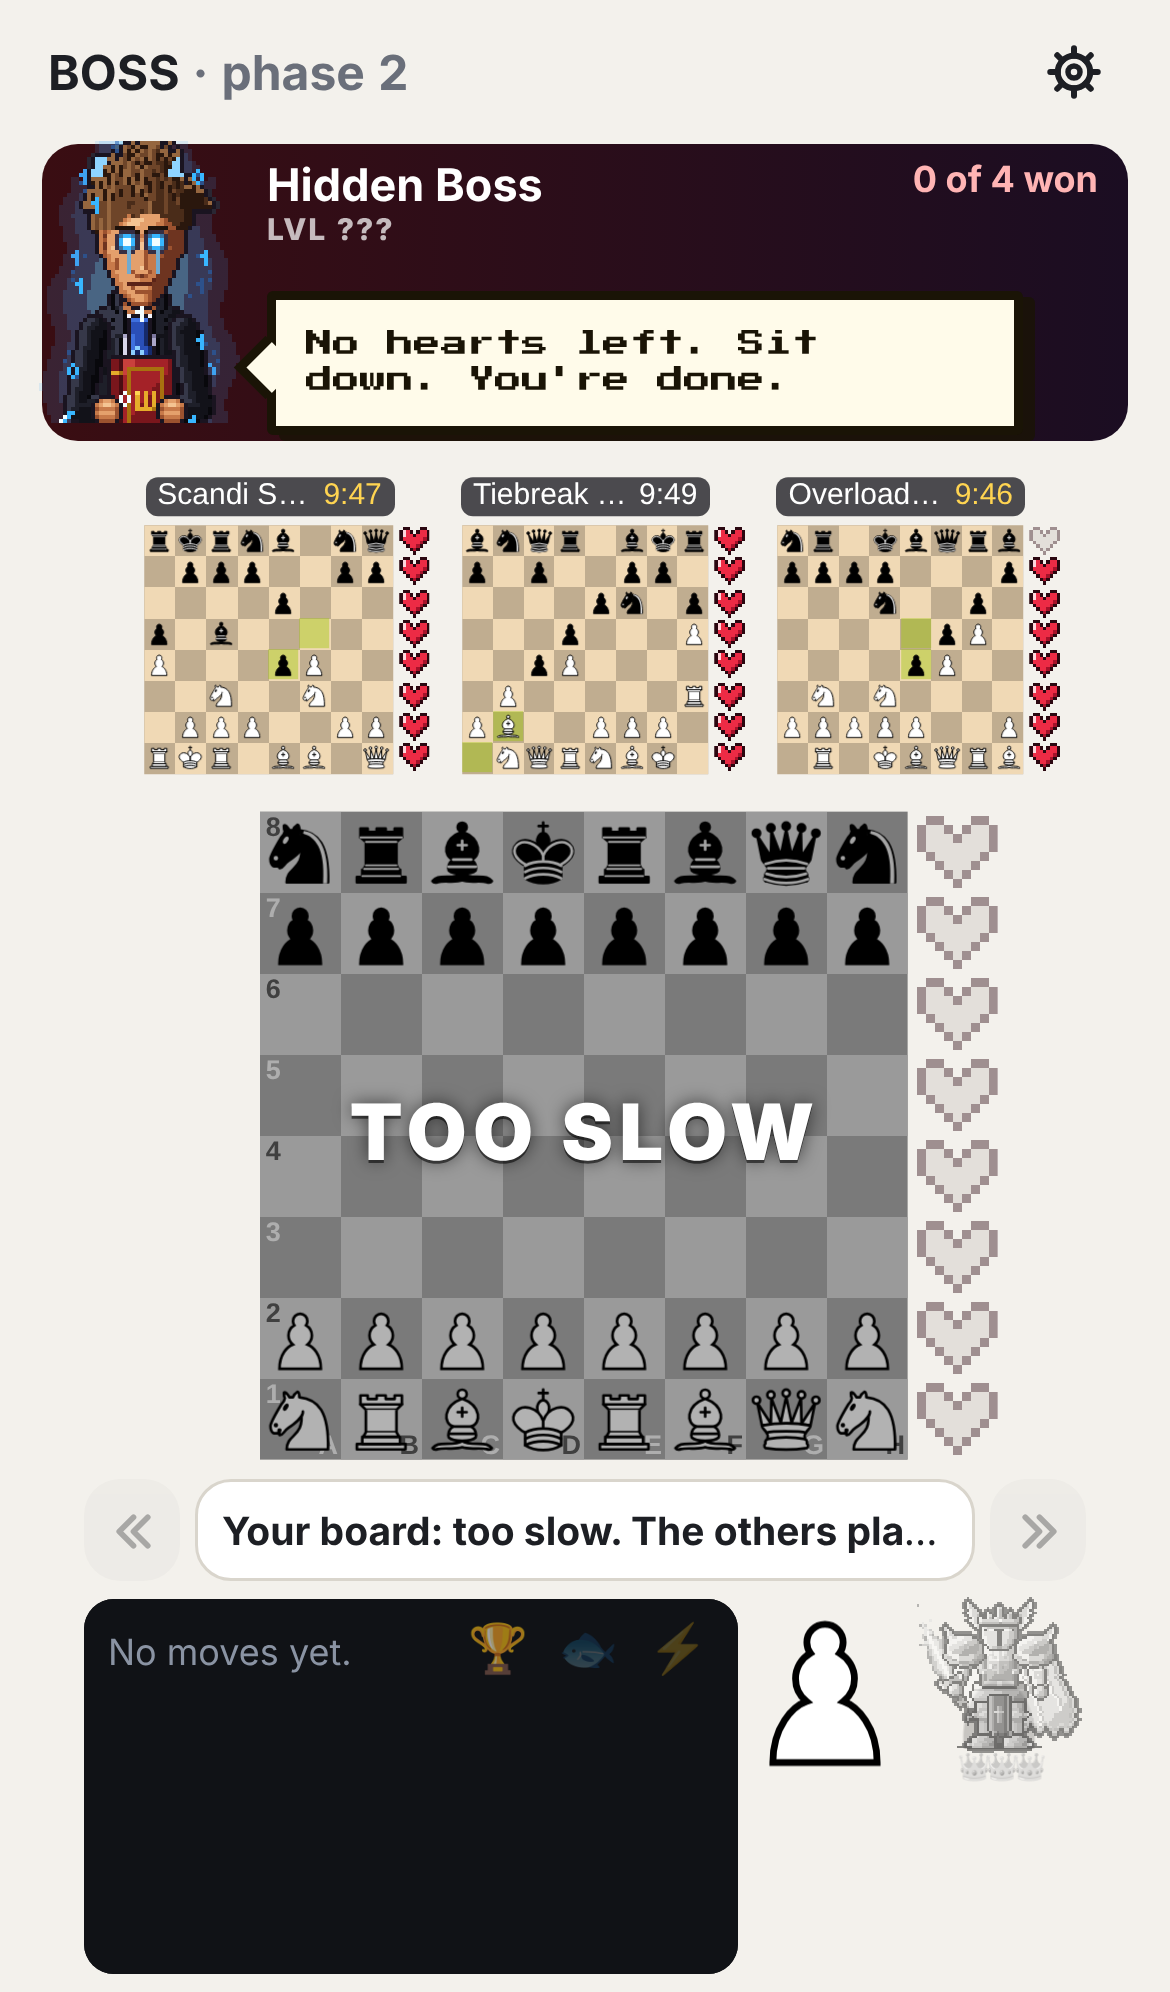 BOSS · phase 2
Hidden Boss
0 of 4 won
LVL ???
No hearts left. Sit
down. You're done.
Scandi S... 9:47
Tiebreak ... 9:49
Overload... 9:46
8
7
6
5
TOO SLOW
4
3
2
1
A B C D E F G H
Your board: too slow. The others pla...
No moves yet.